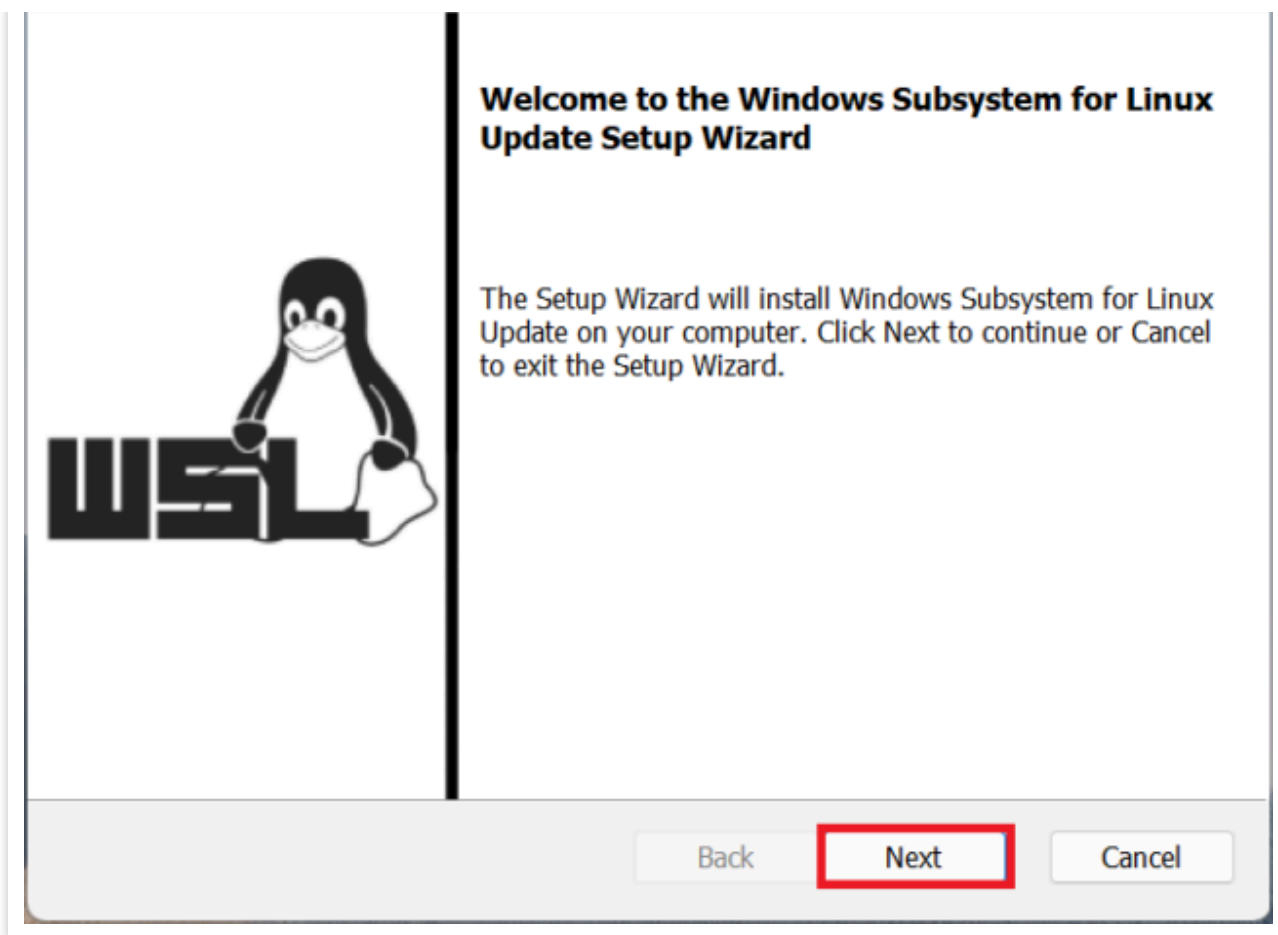 Welcome to the Windows Subsystem for Linux
Update Setup Wizard
The Setup Wizard will install Windows Subsystem for Linux
Update on your computer. Click Next to continue or Cancel
to exit the Setup Wizard.
WSL
Back
Next
Cancel